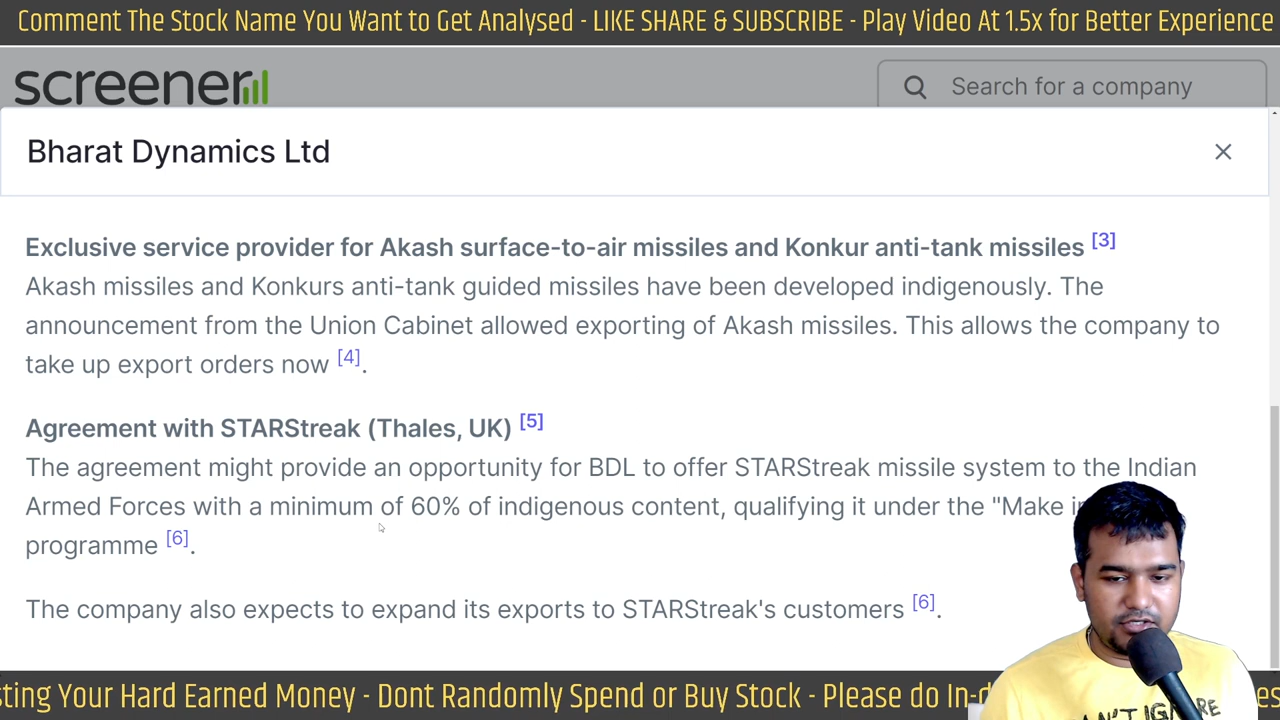 Comment The Stock Name You Want to Get Analysed - LIKE SHARE & SUBSCRIBE - Play Video At 1.5x for Better Experience
screener
Search for a company
Bharat Dynamics Ltd
Exclusive service provider for Akash surface-to-air missiles and Konkur anti-tank missiles [3]
Akash missiles and Konkurs anti-tank guided missiles have been developed indigenously. The
announcement from the Union Cabinet allowed exporting of Akash missiles. This allows the company to
take up export orders now [4].
Agreement with STARStreak (Thales, UK) [5]
The agreement might provide an opportunity for BDL to offer STARStreak missile system to the Indian
Armed Forces with a minimum of 60% of indigenous content, qualifying it under the "Make
programme [6].
The company also expects to expand its exports to STARStreak's customers [6].
Your Hard Earned Money - Dont Randomly Spend or Buy Stock - Please do